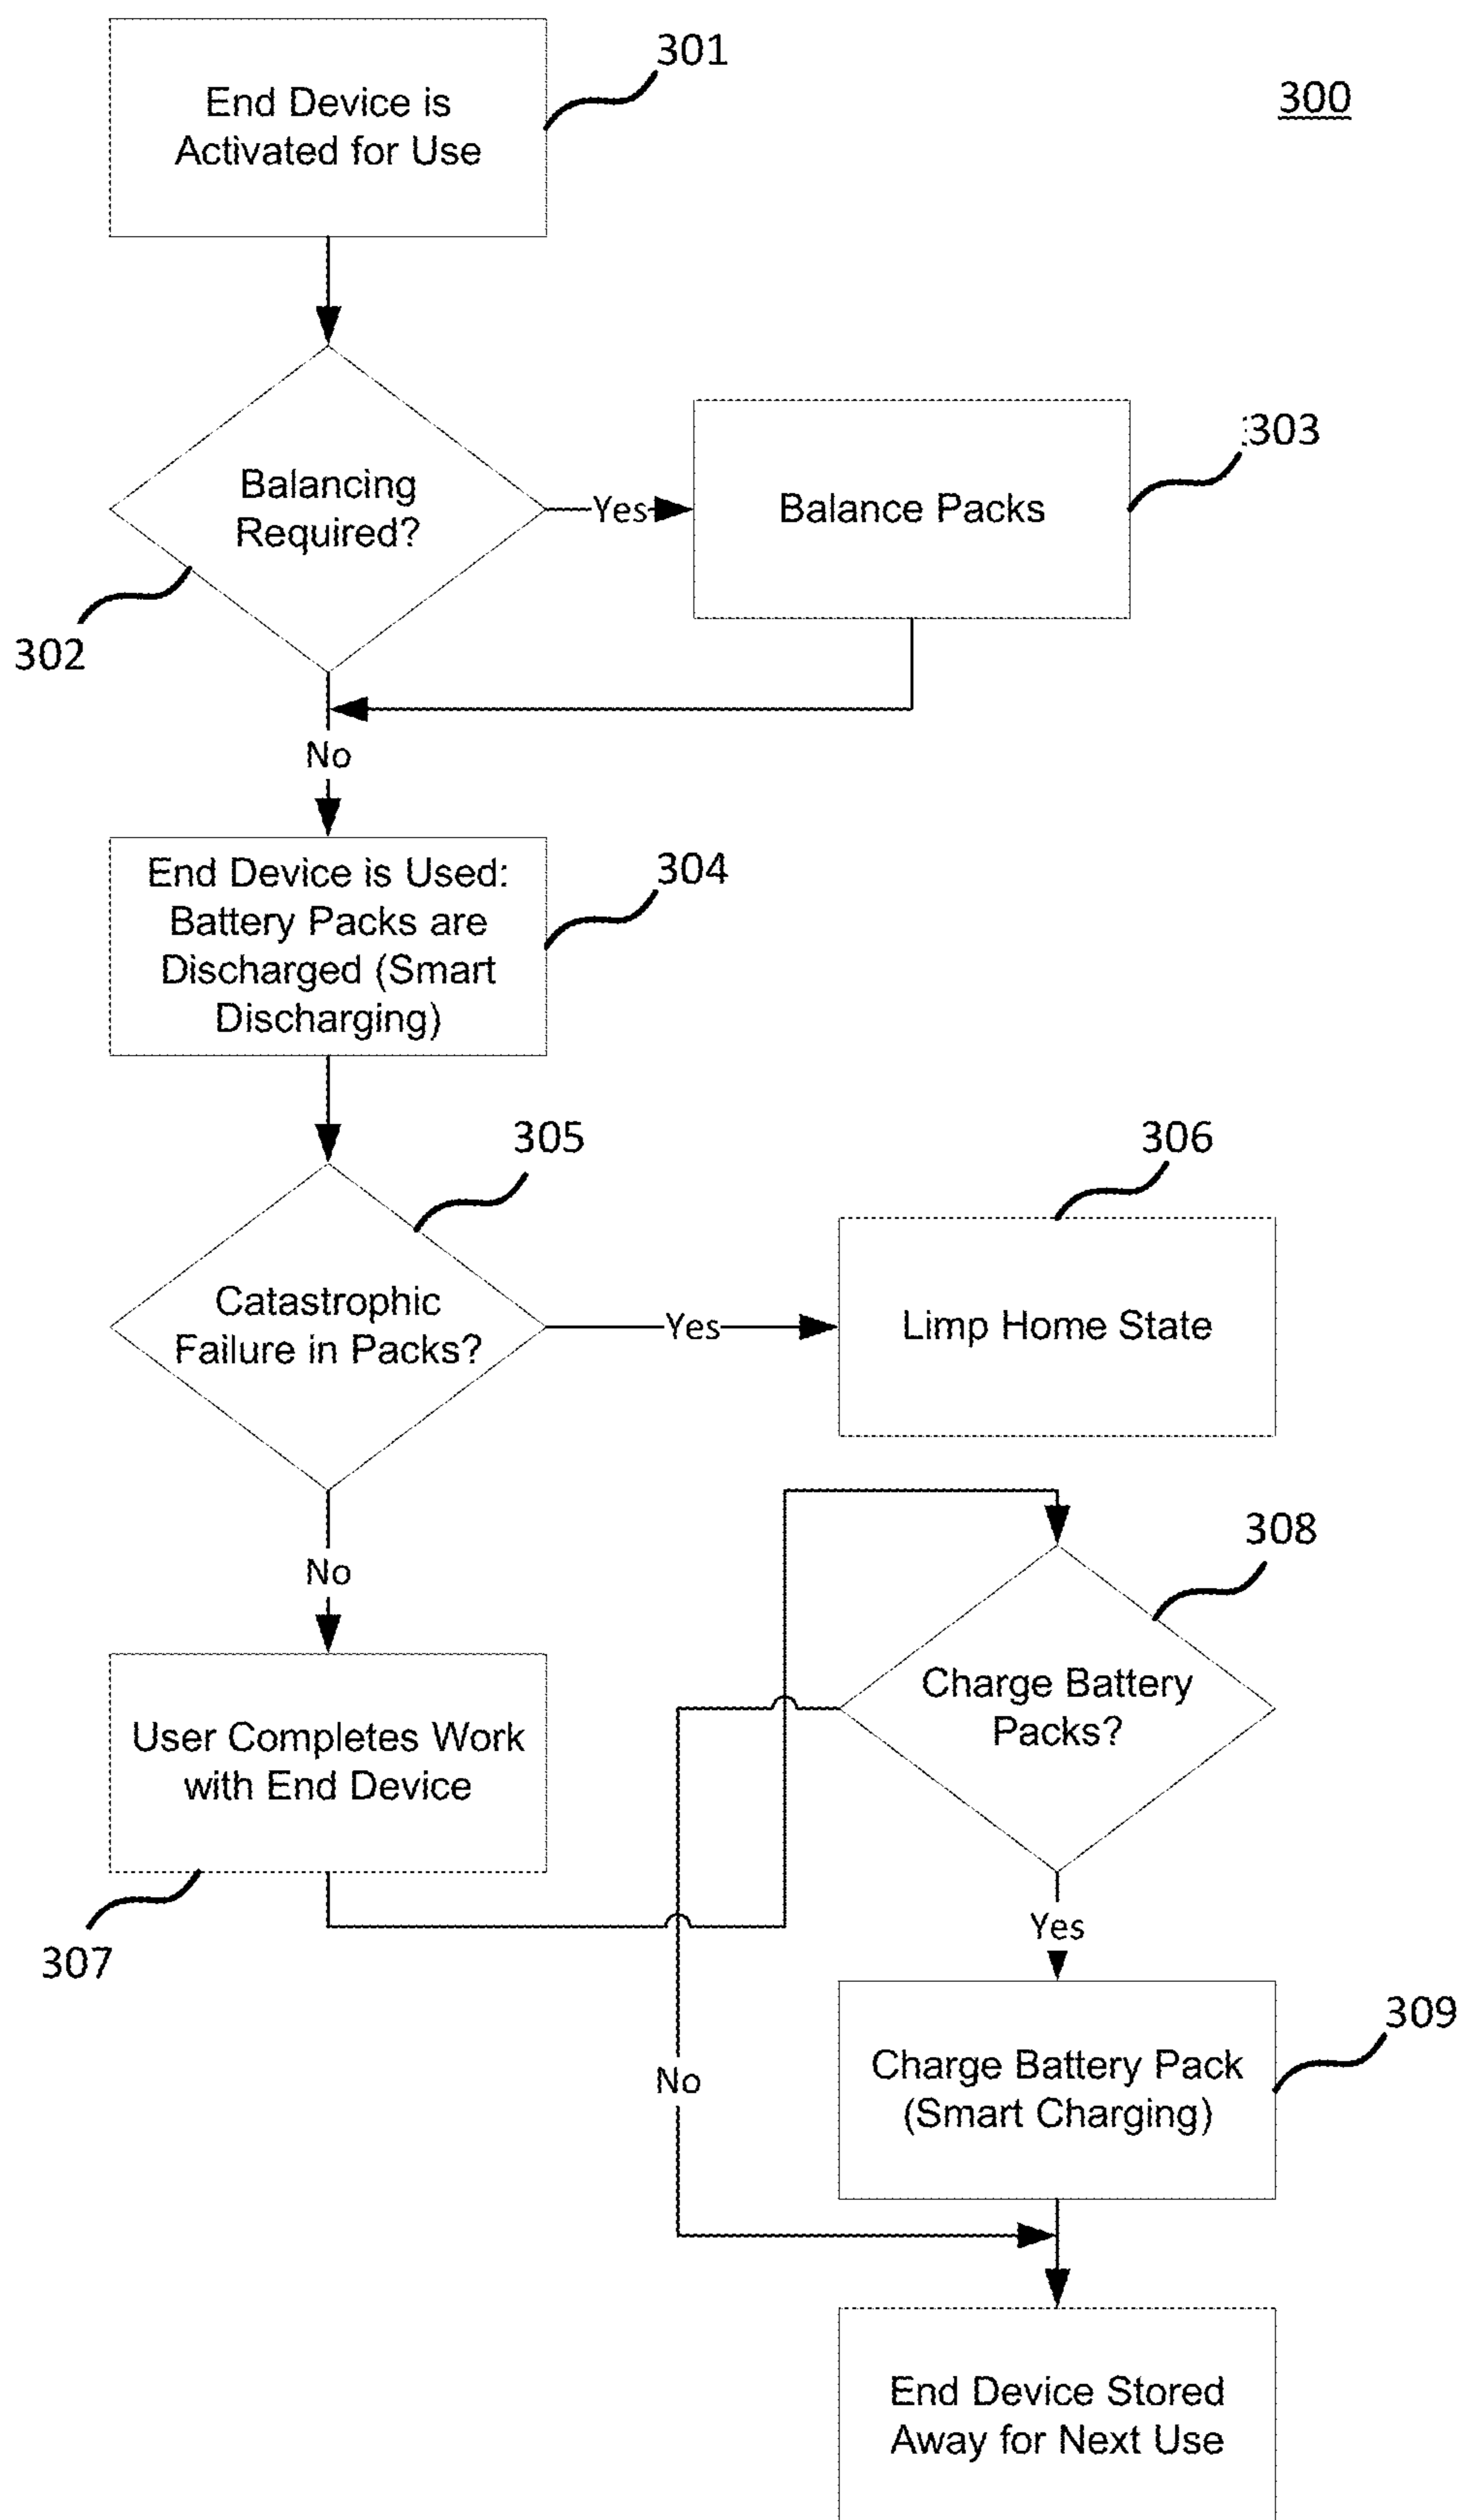 301
300
End Device is
Activated for Use
303
Balancing
Required?
Yes
Balance Packs
302
No
304
End Device is Used:
Battery Packs are
Discharged (Smart
Discharging)
305
306
Catastrophic
Failure in Packs?
Yes
Limp Home State
308
No
Charge Battery
Packs?
User Completes Work
with End Device
Yes
307
309
No
Charge Battery Pack
(Smart Charging)
End Device Stored
Away for Next Use